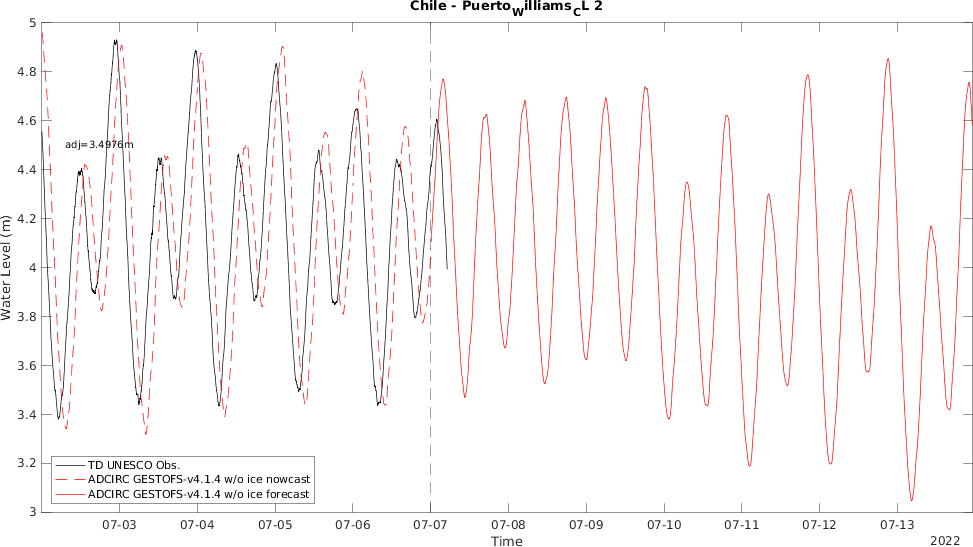 Chile - PuertoWilliamsCL 2
5
4.8
4.6
4.4
4.2
4
3.8
3.6
3.4
3.2
3
Water Level (m)
adj=3.4976m
TD UNESCO Obs.
ADCIRC GESTOFS-v4.1.4 w/o ice nowcast
ADCIRC GESTOFS-v4.1.4 w/o ice forecast
07-03 07-04 07-05 07-06 07-07 07-08 07-09 07-10 07-11 07-12 07-13
Time
2022